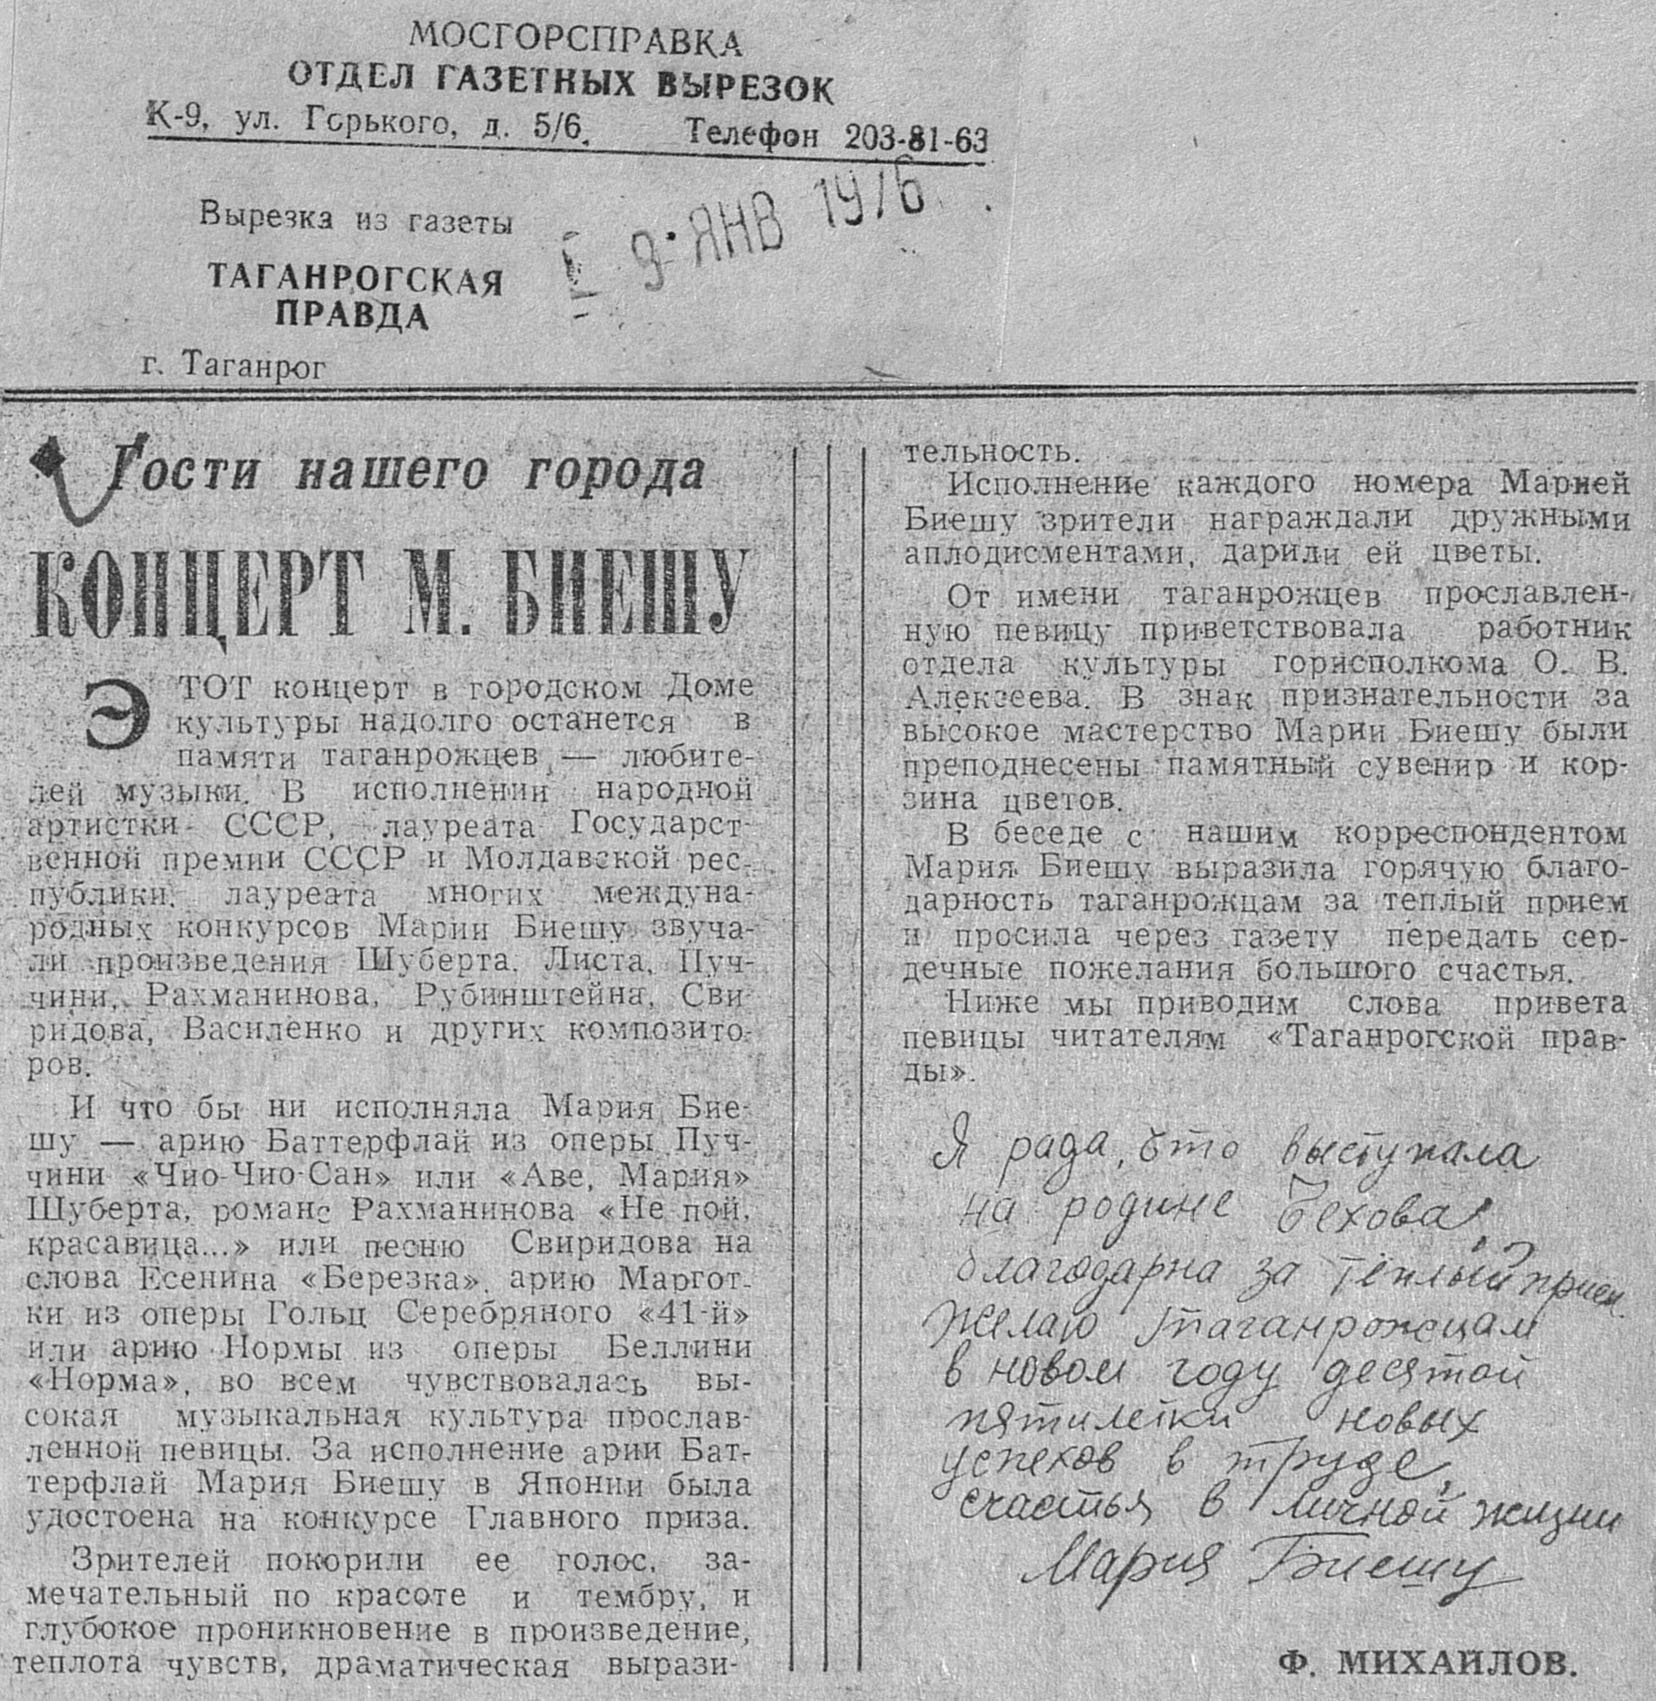 МОСГОРСПРАВКА
ОТДЕЛ ГАЗЕТНЫХ ВЫРЕЗОК
К-9, ул. Горького, д. 5/6. Телефон 203-81-63
9 ЯНВ 1976
Вырезка из газеты
ТАГАНРОГСКАЯ
ПРАВДА
г. Таганрог
Гости нашего города
КОНЦЕРТ М. БИЕШУ
ЭТОТ концерт в городском Доме
культуры надолго останется в
памяти таганрожцев — любите-
лей музыки. В исполнении народной
артистки СССР, лауреата Государст-
венной премии СССР и Молдавской рес-
публики, лауреата многих междуна-
родных конкурсов Марии Биешу звуча-
ли произведения Шуберта, Листа, Пуч-
чини, Рахманинова, Рубинштейна, Сви-
ридова, Василенко и других композито-
ров.
И что бы ни исполняла Мария Бие-
шу — арию Баттерфлай из оперы Пуч-
чини «Чио-Чио-Сан» или «Аве, Мария»
Шуберта, романс Рахманинова «Не пой,
красавица...» или песню Свиридова на
слова Есенина «Березка», арию Маргот-
ки из оперы Гольц Серебряного «41-й»
или арию Нормы из оперы Беллини
«Норма», во всем чувствовалась вы-
сокая музыкальная культура прослав-
ленной певицы. За исполнение арии Бат-
терфлай Мария Биешу в Японии была
удостоена на конкурсе Главного приза.
Зрителей покорили ее голос, за-
мечательный по красоте и тембру, и
глубокое проникновение в произведение,
теплота чувств, драматическая вырази-
тельность.
Исполнение каждого номера Марией
Биешу зрители награждали дружными
аплодисментами, дарили ей цветы.
От имени таганрожцев прославлен-
ную певицу приветствовала работник
отдела культуры горисполкома О. В.
Алексеева. В знак признательности за
высокое мастерство Марии Биешу были
преподнесены памятный сувенир и кор-
зина цветов.
В беседе с нашим корреспондентом
Мария Биешу выразила горячую благо-
дарность таганрожцам за теплый прием
и просила через газету передать сер-
дечные пожелания большого счастья.
Ниже мы приводим слова привета
певицы читателям «Таганрогской прав-
ды».
Я рада, что выступала
на родине Чехова,
благодарна за тёплый прием.
Желаю таганрожцам
в новом году десятой
пятилетки новых
успехов в труде,
счастья в личной жизни
Мария Биешу
Ф. МИХАЙЛОВ.